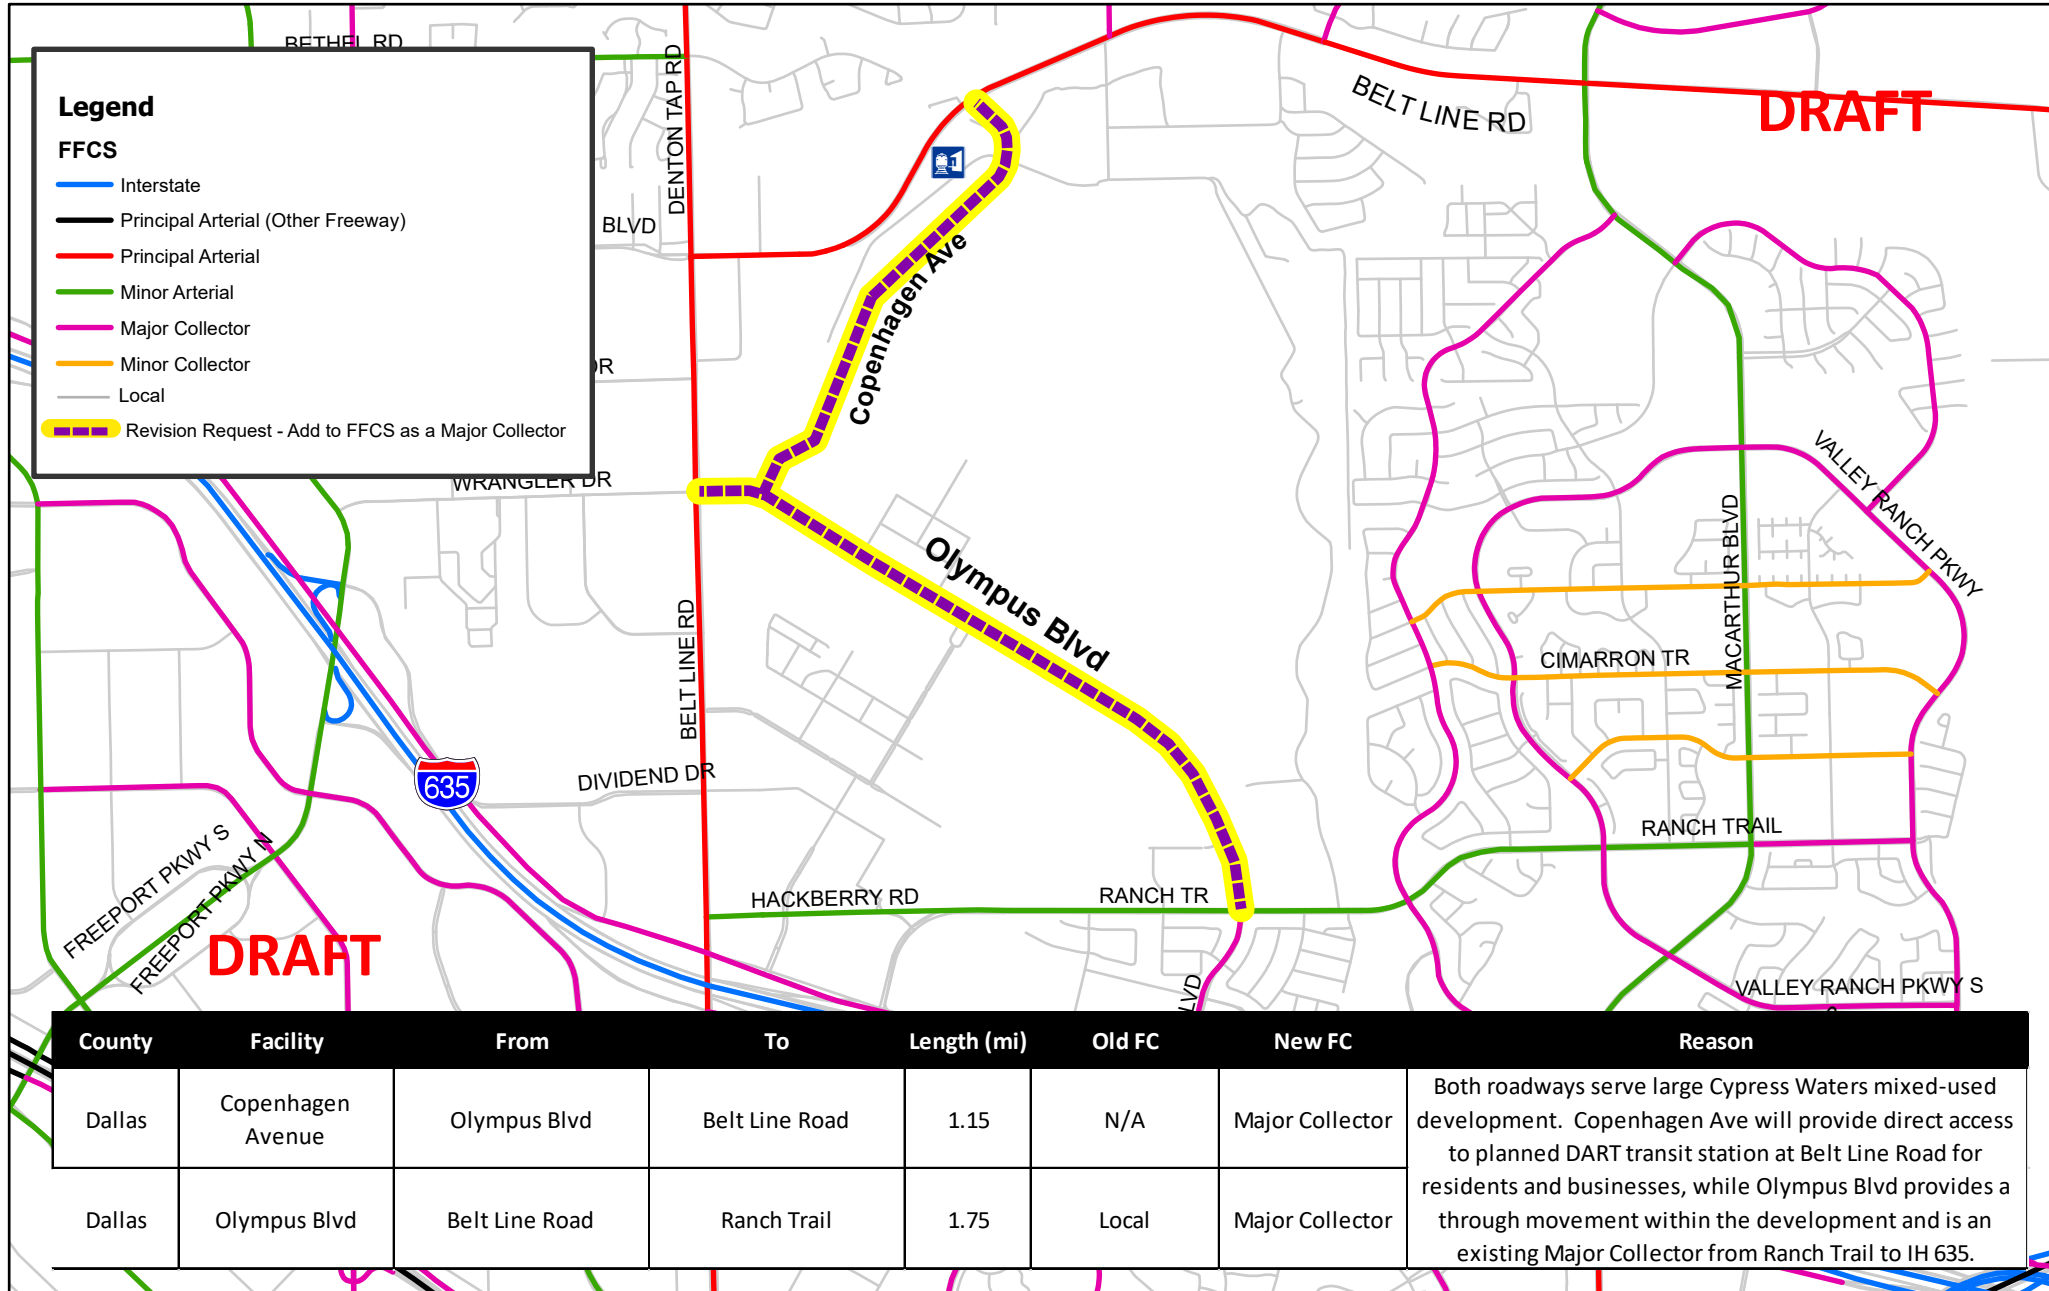 BETHEL RD
Legend
FFCS
Interstate
Principal Arterial (Other Freeway)
Principal Arterial
Minor Arterial
Major Collector
Minor Collector
Local
Revision Request - Add to FFCS as a Major Collector
DENTON TAP RD
BLVD
DR
WRANGLER DR
BELT LINE RD
DRAFT
Copenhagen Ave
Olympus Blvd
BELT LINE RD
VALLEY RANCH PKWY
MACARTHUR BLVD
CIMARRON TR
635
DIVIDEND DR
RANCH TRAIL
FREEPORT PKWY S
FREEPORT PKWY N
HACKBERRY RD
RANCH TR
DRAFT
LVD
VALLEY RANCH PKWY S
County Facility From To Length (mi) Old FC New FC Reason
Dallas Copenhagen Avenue Olympus Blvd Belt Line Road 1.15 N/A Major Collector
Dallas Olympus Blvd Belt Line Road Ranch Trail 1.75 Local Major Collector
Both roadways serve large Cypress Waters mixed-used
development. Copenhagen Ave will provide direct access
to planned DART transit station at Belt Line Road for
residents and businesses, while Olympus Blvd provides a
through movement within the development and is an
existing Major Collector from Ranch Trail to IH 635.